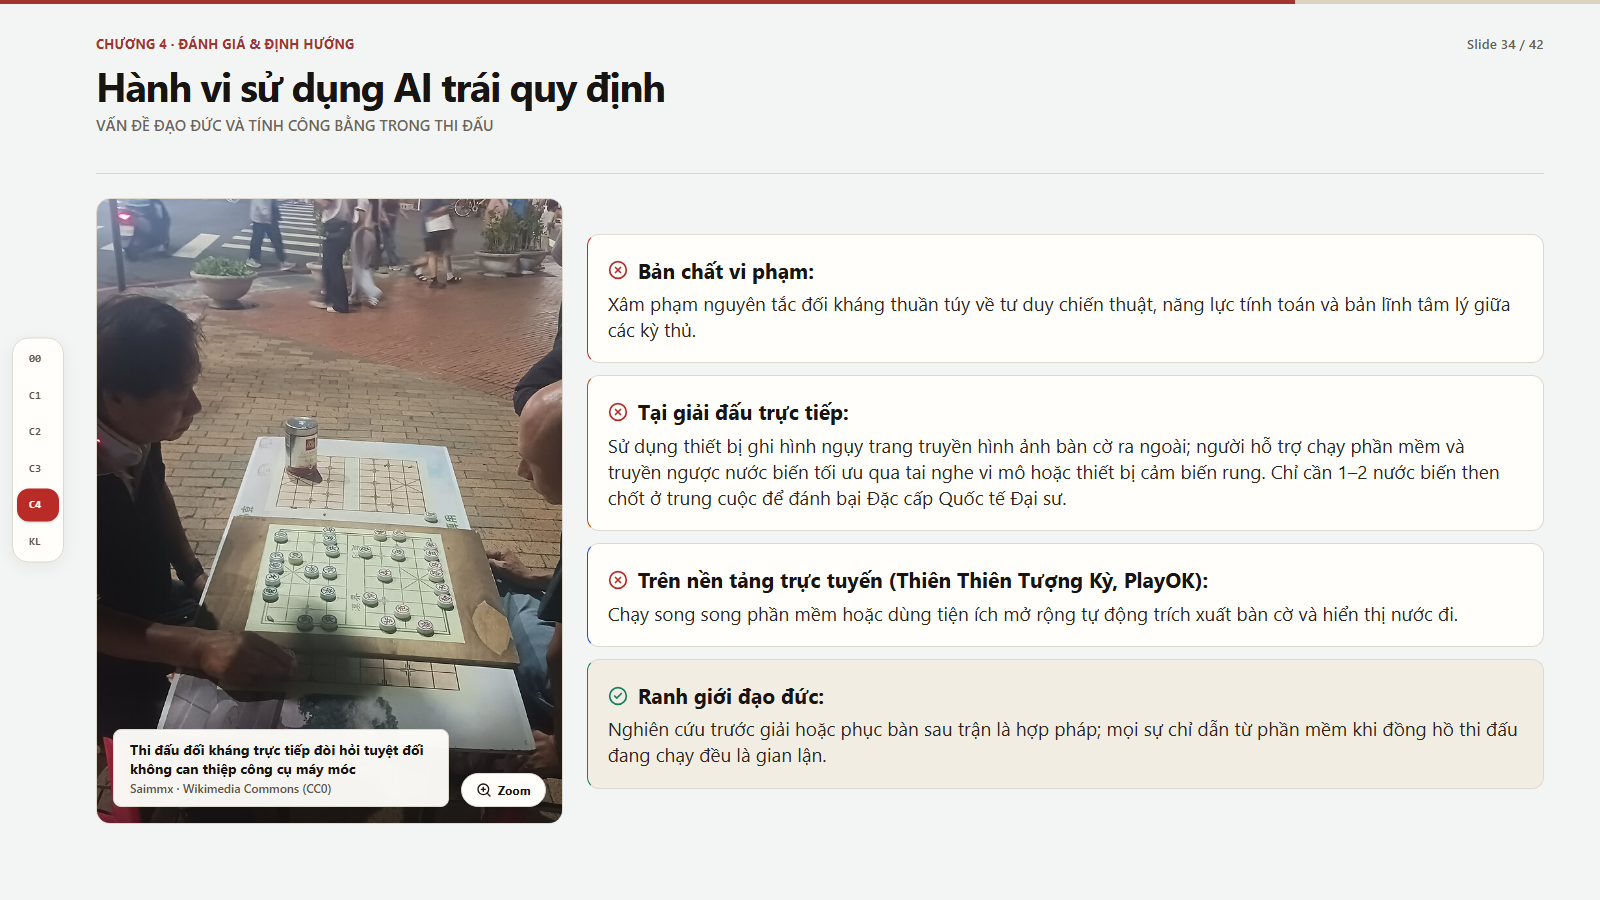 CHƯƠNG 4 · ĐÁNH GIÁ & ĐỊNH HƯỚNG
Slide 34 / 42
Hành vi sử dụng AI trái quy định
VẤN ĐỀ ĐẠO ĐỨC VÀ TÍNH CÔNG BẰNG TRONG THI ĐẤU
00
C1
C2
C3
C4
KL
Thi đấu đối kháng trực tiếp đòi hỏi tuyệt đối
không can thiệp công cụ máy móc
Saimmx · Wikimedia Commons (CC0)
Zoom
Bản chất vi phạm:
Xâm phạm nguyên tắc đối kháng thuần túy về tư duy chiến thuật, năng lực tính toán và bản lĩnh tâm lý giữa
các kỳ thủ.
Tại giải đấu trực tiếp:
Sử dụng thiết bị ghi hình ngụy trang truyền hình ảnh bàn cờ ra ngoài; người hỗ trợ chạy phần mềm và
truyền ngược nước biến tối ưu qua tai nghe vi mô hoặc thiết bị cảm biến rung. Chỉ cần 1–2 nước biến then
chốt ở trung cuộc để đánh bại Đặc cấp Quốc tế Đại sư.
Trên nền tảng trực tuyến (Thiên Thiên Tượng Kỳ, PlayOK):
Chạy song song phần mềm hoặc dùng tiện ích mở rộng tự động trích xuất bàn cờ và hiển thị nước đi.
Ranh giới đạo đức:
Nghiên cứu trước giải hoặc phục bàn sau trận là hợp pháp; mọi sự chỉ dẫn từ phần mềm khi đồng hồ thi đấu
đang chạy đều là gian lận.